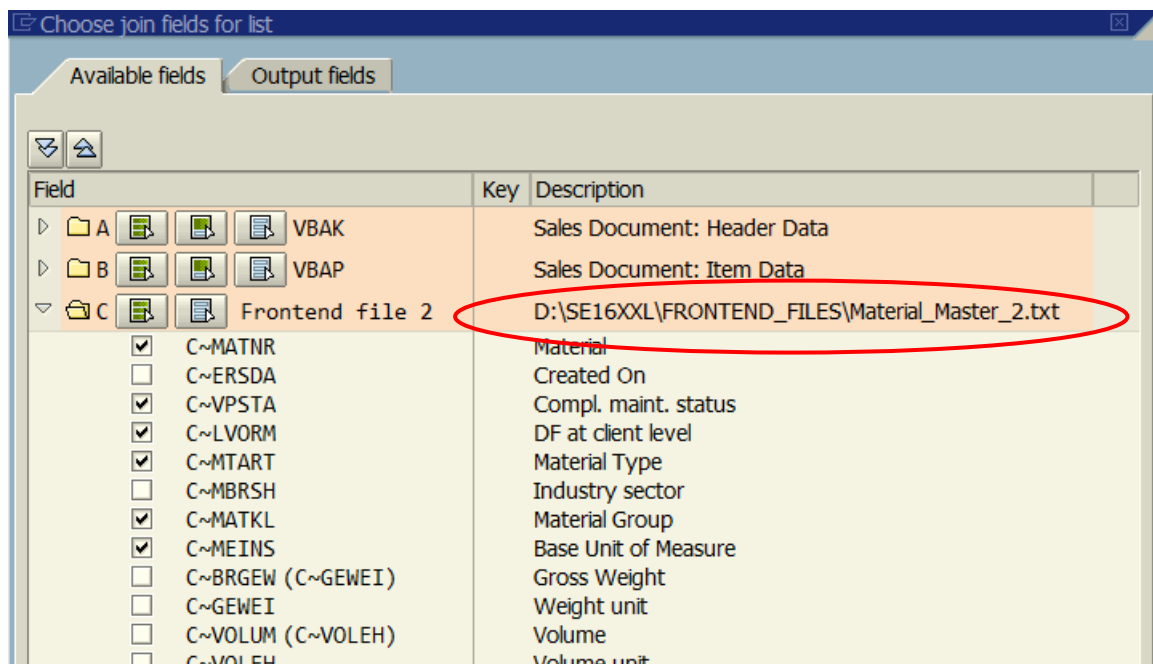 Choose join fields for list
Available fields Output fields
Field Key Description
A VBAK Sales Document: Header Data
B VBAP Sales Document: Item Data
C Frontend file 2 D:\SE16XXL\FRONTEND_FILES\Material_Master_2.txt
C~MATNR Material
C~ERSDA Created On
C~VPSTA Compl. maint. status
C~LVORM DF at client level
C~MTART Material Type
C~MBRSH Industry sector
C~MATKL Material Group
C~MEINS Base Unit of Measure
C~BRGEW (C~GEWEI) Gross Weight
C~GEWEI Weight unit
C~VOLUM (C~VOLEH) Volume
C~VOLEH Volume unit